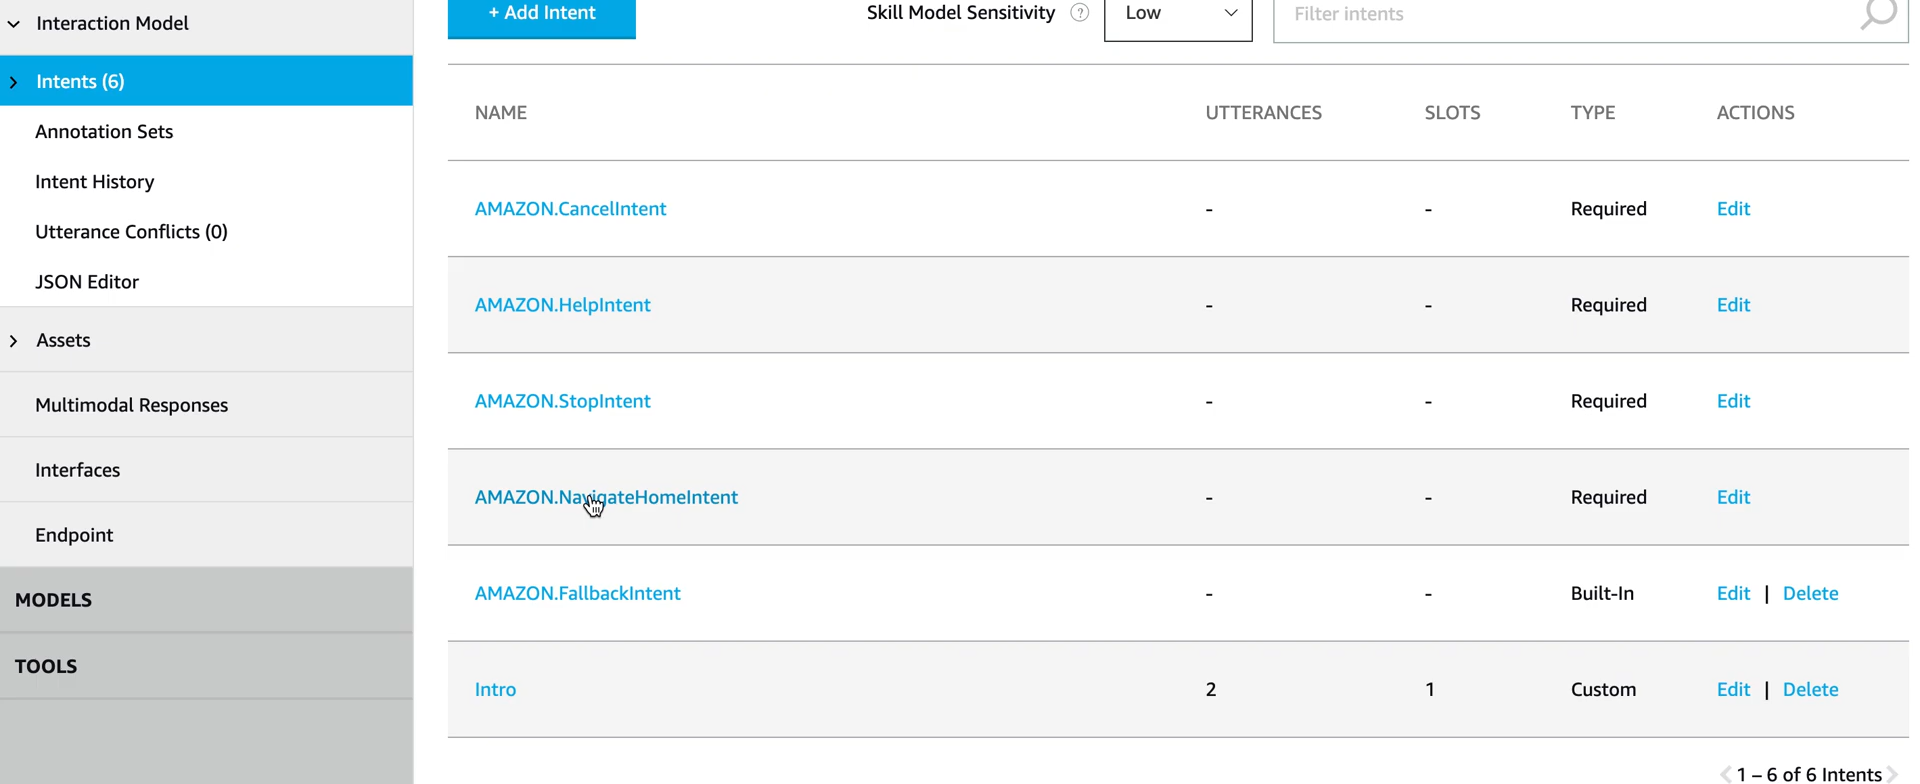 Interaction Model
Intents (6)
Annotation Sets
Intent History
Utterance Conflicts (0)
JSON Editor
Assets
Multimodal Responses
Interfaces
Endpoint
MODELS
TOOLS
+ Add Intent Skill Model Sensitivity ? Low Filter intents
NAME UTTERANCES SLOTS TYPE ACTIONS
AMAZON.CancelIntent - - Required Edit
AMAZON.HelpIntent - - Required Edit
AMAZON.StopIntent - - Required Edit
AMAZON.NavigateHomeIntent - - Required Edit
AMAZON.FallbackIntent - - Built-In Edit | Delete
Intro 2 1 Custom Edit | Delete
1 – 6 of 6 Intents